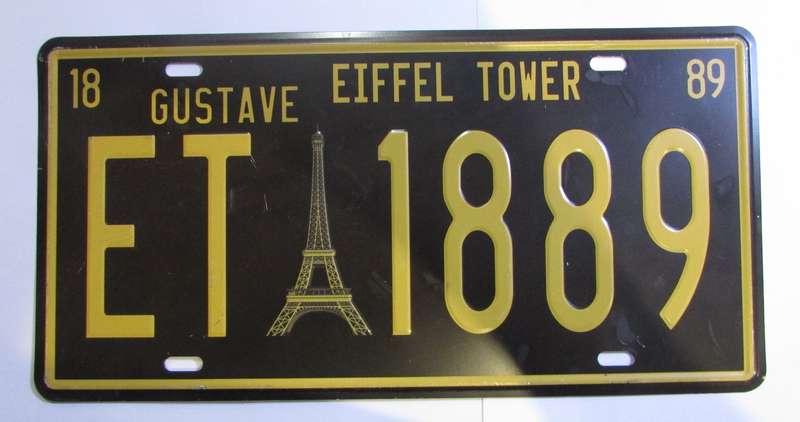 18 GUSTAVE EIFFEL TOWER 89
ET 1889